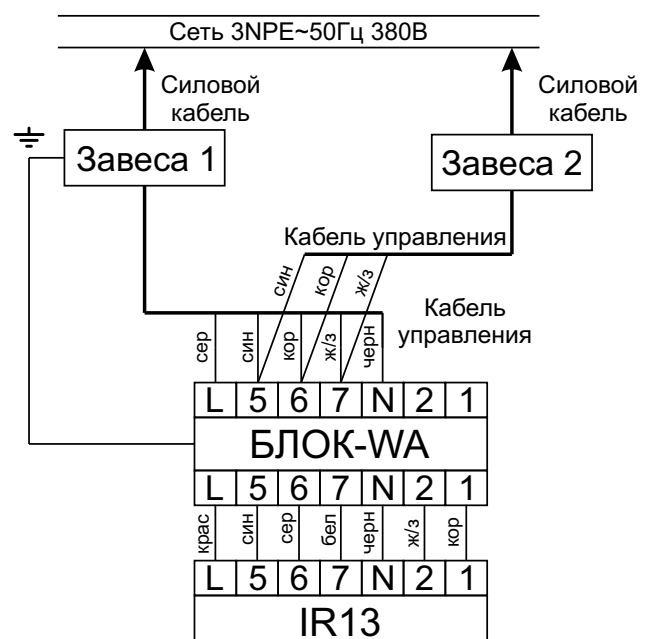 Сеть 3NPE~50Гц 380В
Силовой
кабель
Силовой
кабель
Завеса 1
Завеса 2
Кабель управления
син
кор
ж/з
Кабель
управления
сер
син
кор
ж/з
черн
L 5 6 7 N 2 1
БЛОК-WA
L 5 6 7 N 2 1
крас
син
сер
бел
черн
ж/з
кор
L 5 6 7 N 2 1
IR13